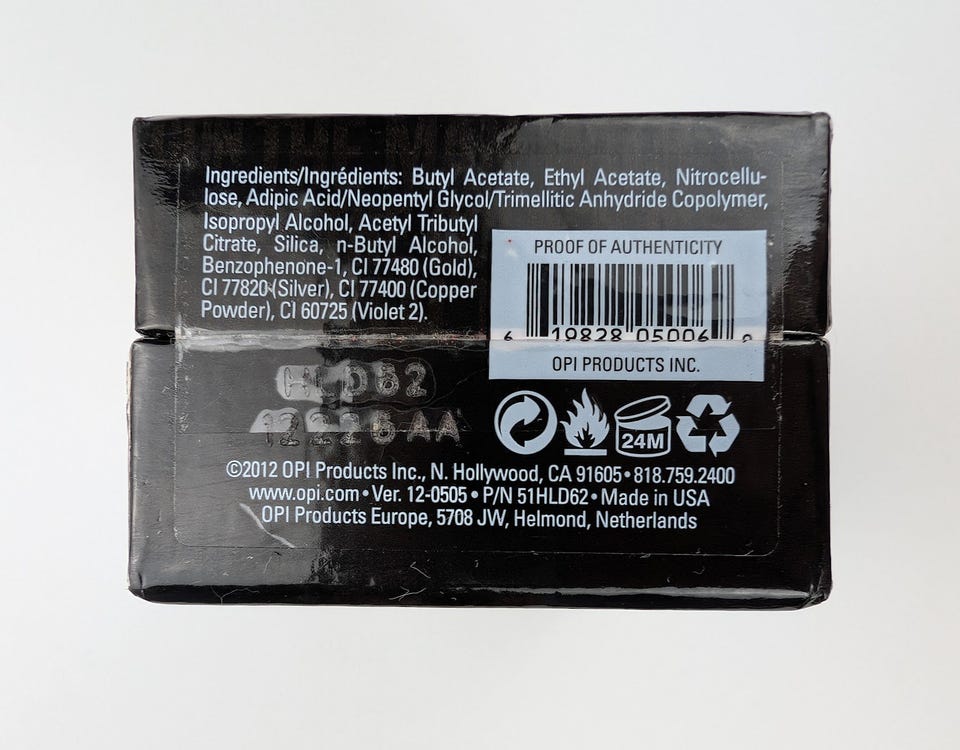 Ingredients/Ingrédients: Butyl Acetate, Ethyl Acetate, Nitrocellu-
lose, Adipic Acid/Neopentyl Glycol/Trimellitic Anhydride Copolymer,
Isopropyl Alcohol, Acetyl Tributyl
Citrate, Silica, n-Butyl Alcohol,
Benzophenone-1, CI 77480 (Gold),
CI 77820 (Silver), CI 77400 (Copper
Powder), CI 60725 (Violet 2).
PROOF OF AUTHENTICITY
6 19828 05006
OPI PRODUCTS INC.
HLD62
12226AA
24M
©2012 OPI Products Inc., N. Hollywood, CA 91605 • 818.759.2400
www.opi.com • Ver. 12-0505 • P/N 51HLD62 • Made in USA
OPI Products Europe, 5708 JW, Helmond, Netherlands